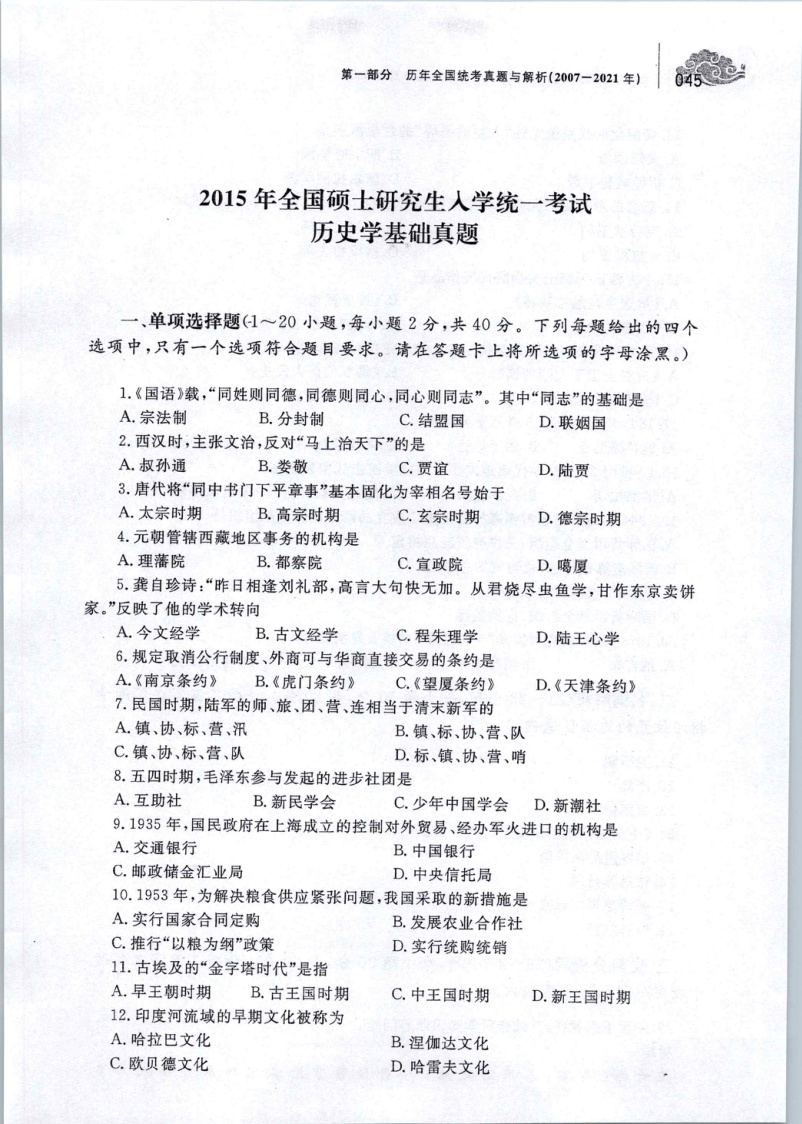 第一部分 历年全国统考真题与解析(2007—2021年)
045
2015年全国硕士研究生入学统一考试
历史学基础真题
一、单项选择题(1～20小题,每小题2分,共40分。下列每题给出的四个
选项中,只有一个选项符合题目要求。请在答题卡上将所选项的字母涂黑。)
1.《国语》载,“同姓则同德,同德则同心,同心则同志”。其中“同志”的基础是
A. 宗法制 B. 分封制 C. 结盟国 D. 联姻国
2. 西汉时,主张文治,反对“马上治天下”的是
A. 叔孙通 B. 娄敬 C. 贾谊 D. 陆贾
3. 唐代将“同中书门下平章事”基本固化为宰相名号始于
A. 太宗时期 B. 高宗时期 C. 玄宗时期 D. 德宗时期
4. 元朝管辖西藏地区事务的机构是
A. 理藩院 B. 都察院 C. 宣政院 D. 噶厦
5. 龚自珍诗:“昨日相逢刘礼部,高言大句快无加。从君烧尽虫鱼学,甘作东京卖饼
家。”反映了他的学术转向
A. 今文经学 B. 古文经学 C. 程朱理学 D. 陆王心学
6. 规定取消公行制度、外商可与华商直接交易的条约是
A.《南京条约》 B.《虎门条约》 C.《望厦条约》 D.《天津条约》
7. 民国时期,陆军的师、旅、团、营、连相当于清末新军的
A. 镇、协、标、营、汛 B. 镇、标、协、营、队
C. 镇、协、标、营、队 D. 标、镇、协、营、哨
8. 五四时期,毛泽东参与发起的进步社团是
A. 互助社 B. 新民学会 C. 少年中国学会 D. 新潮社
9. 1935年,国民政府在上海成立的控制对外贸易、经办军火进口的机构是
A. 交通银行 B. 中国银行
C. 邮政储金汇业局 D. 中央信托局
10. 1953年,为解决粮食供应紧张问题,我国采取的新措施是
A. 实行国家合同定购 B. 发展农业合作社
C. 推行“以粮为纲”政策 D. 实行统购统销
11. 古埃及的“金字塔时代”是指
A. 早王朝时期 B. 古王国时期 C. 中王国时期 D. 新王国时期
12. 印度河流域的早期文化被称为
A. 哈拉巴文化 B. 涅伽达文化
C. 欧贝德文化 D. 哈雷夫文化